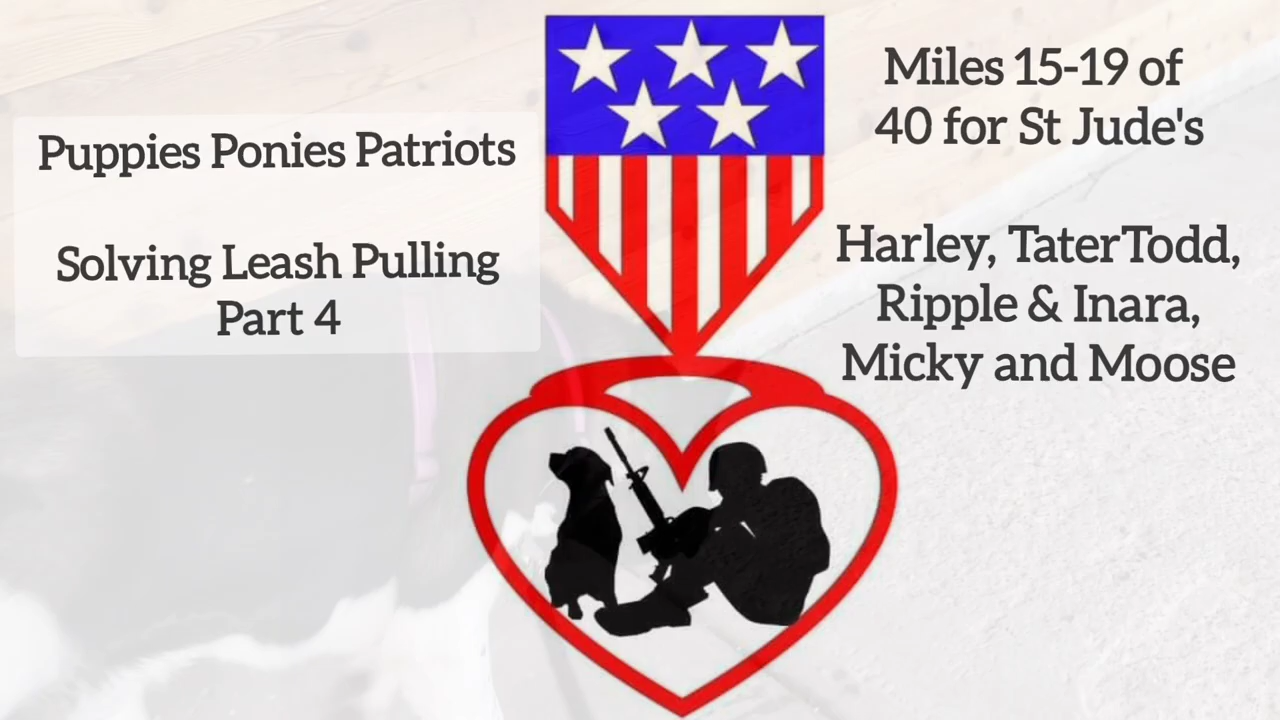 Puppies Ponies Patriots
Solving Leash Pulling
Part 4
Miles 15-19 of
40 for St Jude's
Harley, TaterTodd,
Ripple & Inara,
Micky and Moose